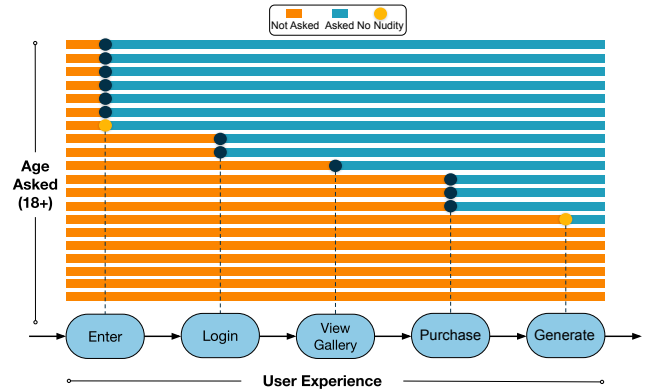 Not Asked Asked No Nudity
Age
Asked
(18+)
Enter
Login
View
Gallery
Purchase
Generate
User Experience